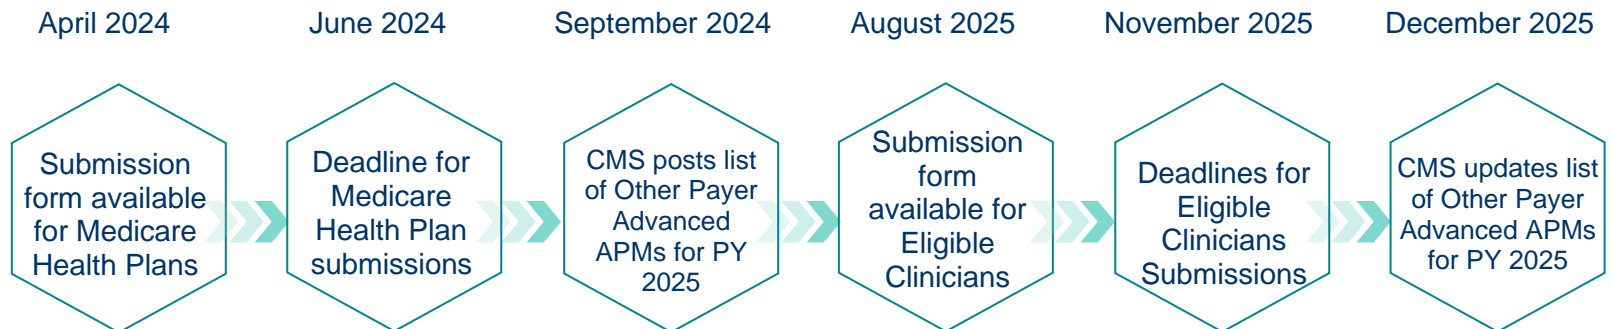 April 2024
June 2024
September 2024
August 2025
November 2025
December 2025
Submission
form available
for Medicare
Health Plans
Deadline for
Medicare
Health Plan
submissions
CMS posts list
of Other Payer
Advanced
APMs for PY
2025
Submission
form
available for
Eligible
Clinicians
Deadlines for
Eligible
Clinicians
Submissions
CMS updates list
of Other Payer
Advanced APMs
for PY 2025